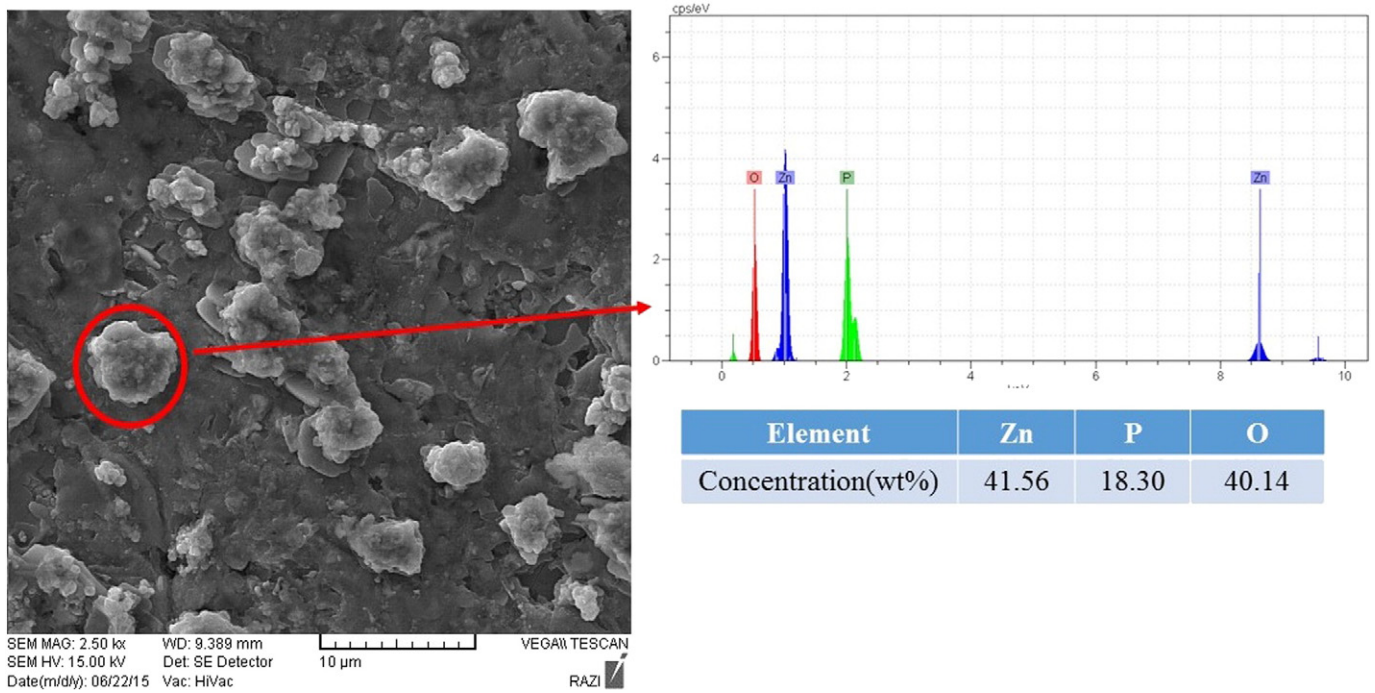 cps/eV
6
4
2
0
O Zn P Zn
0 2 4 6 8 10
Element Zn P O
Concentration(wt%) 41.56 18.30 40.14
SEM MAG: 2.50 kx WD: 9.389 mm VEGA\\ TESCAN
SEM HV: 15.00 kV Det: SE Detector 10 µm
Date(m/d/y): 06/22/15 Vac: HiVac RAZI